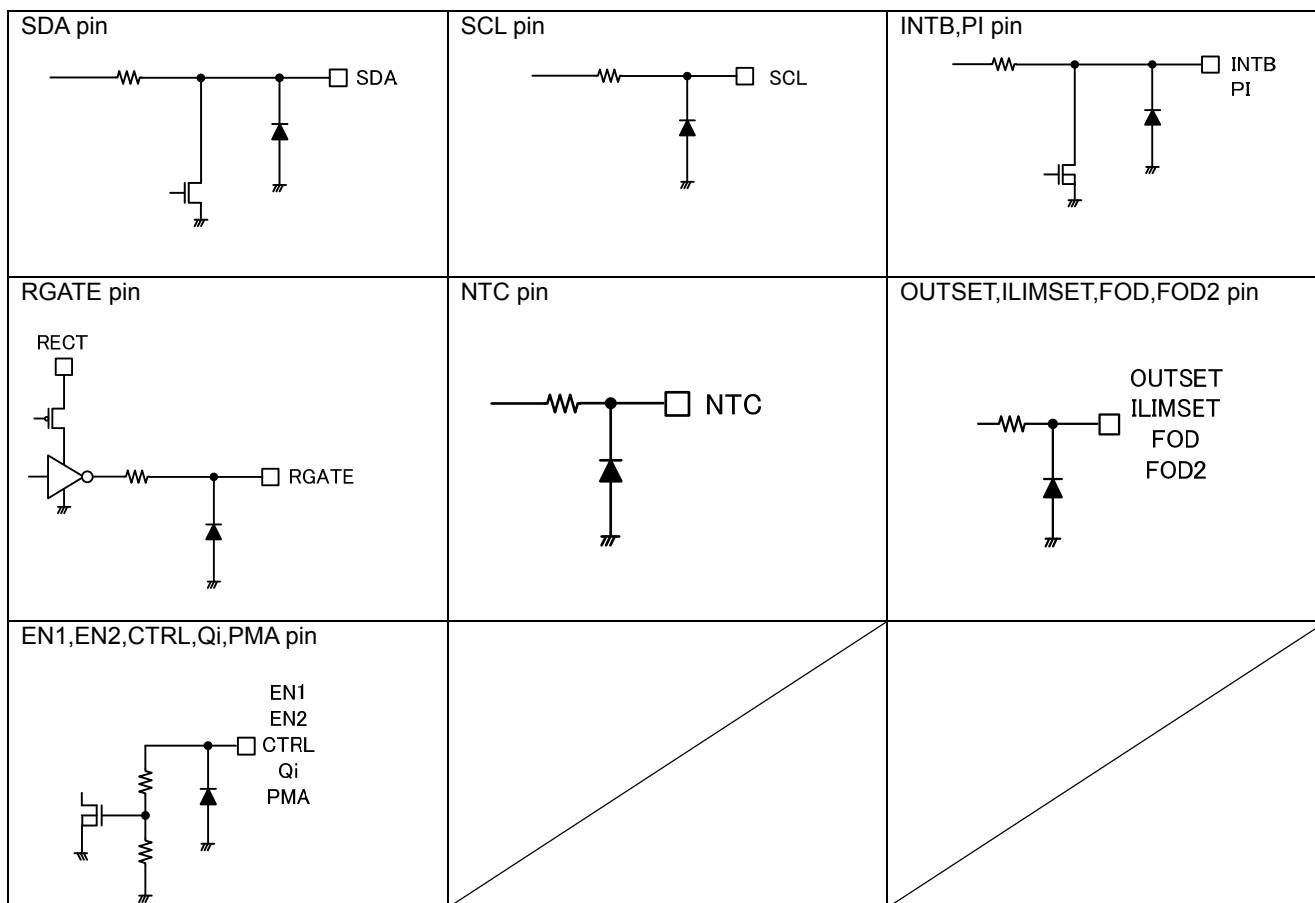 SDA pin
SDA
SCL pin
SCL
INTB,PI pin
INTB
PI
RGATE pin
RECT
RGATE
NTC pin
NTC
OUTSET,ILIMSET,FOD,FOD2 pin
OUTSET
ILIMSET
FOD
FOD2
EN1,EN2,CTRL,Qi,PMA pin
EN1
EN2
CTRL
Qi
PMA